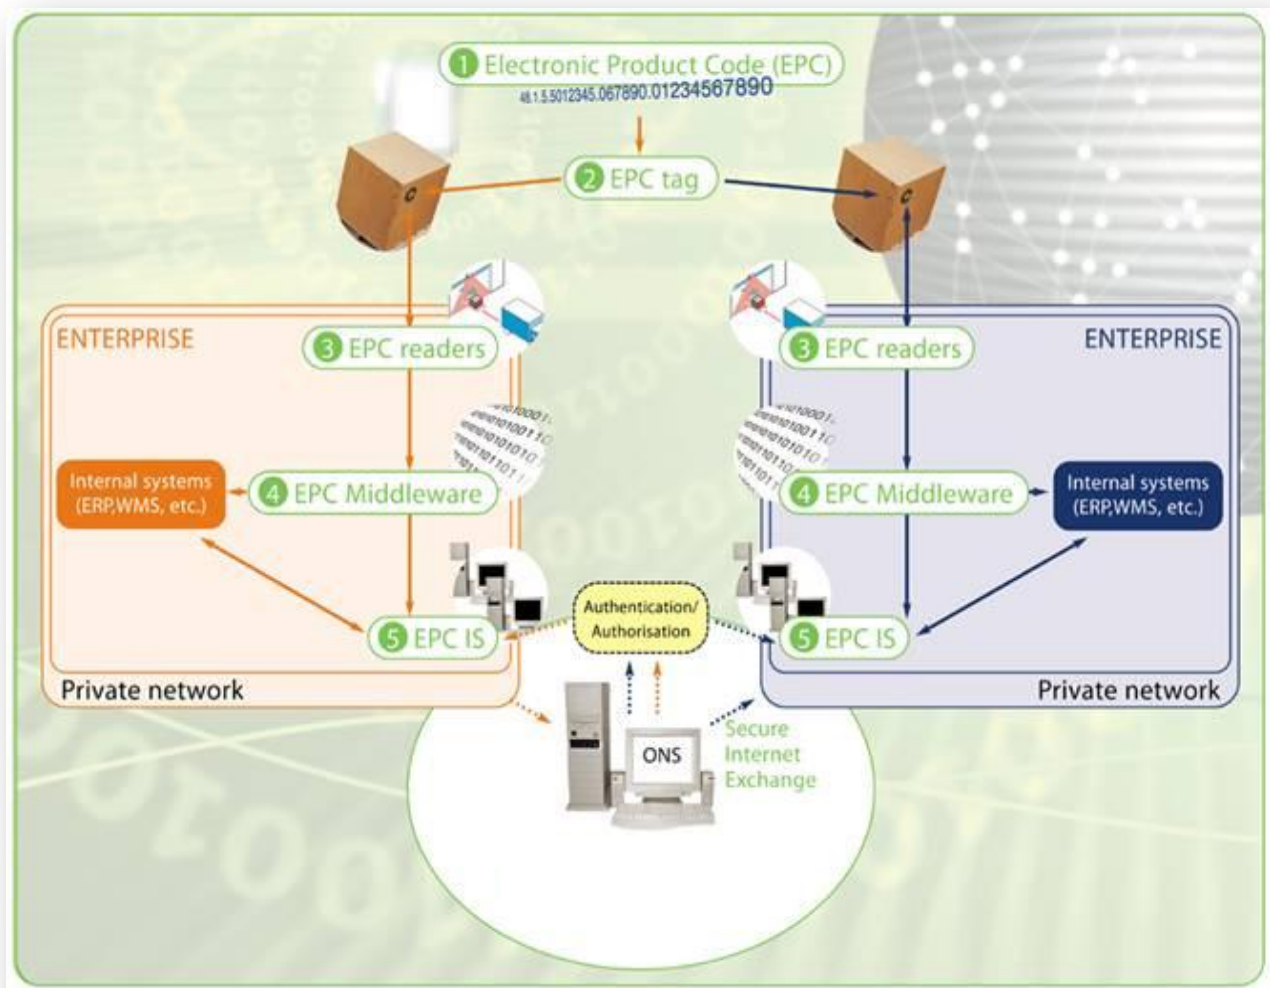 1 Electronic Product Code (EPC)
48.1.5.5012345.067890.01234567890
2 EPC tag
ENTERPRISE
3 EPC readers
Internal systems
(ERP,WMS, etc.)
4 EPC Middleware
5 EPC IS
Private network
3 EPC readers
ENTERPRISE
4 EPC Middleware
Internal systems
(ERP,WMS, etc.)
5 EPC IS
Private network
Authentication/
Authorisation
ONS
Secure
Internet
Exchange